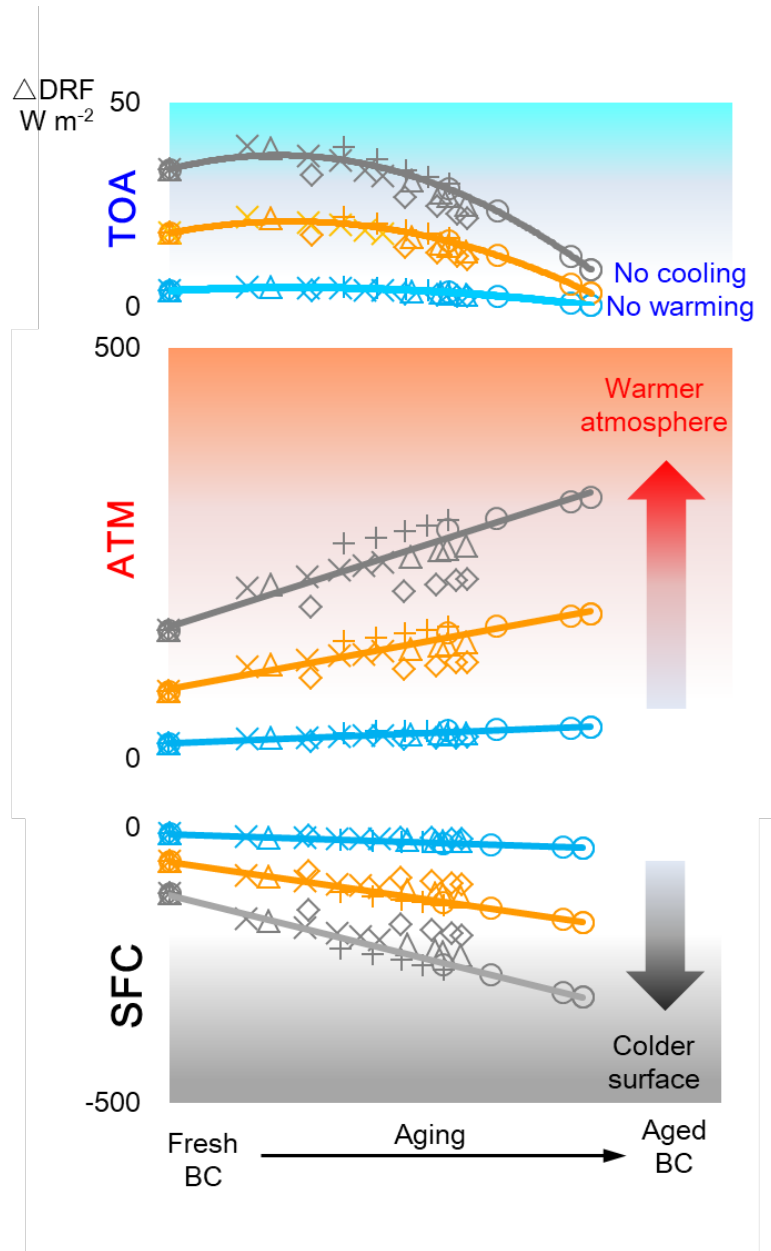 △DRF
W m-2
50
TOA
0
No cooling
No warming
500
Warmer
atmosphere
ATM
0
0
SFC
Colder
surface
-500
Fresh
BC
Aging
Aged
BC